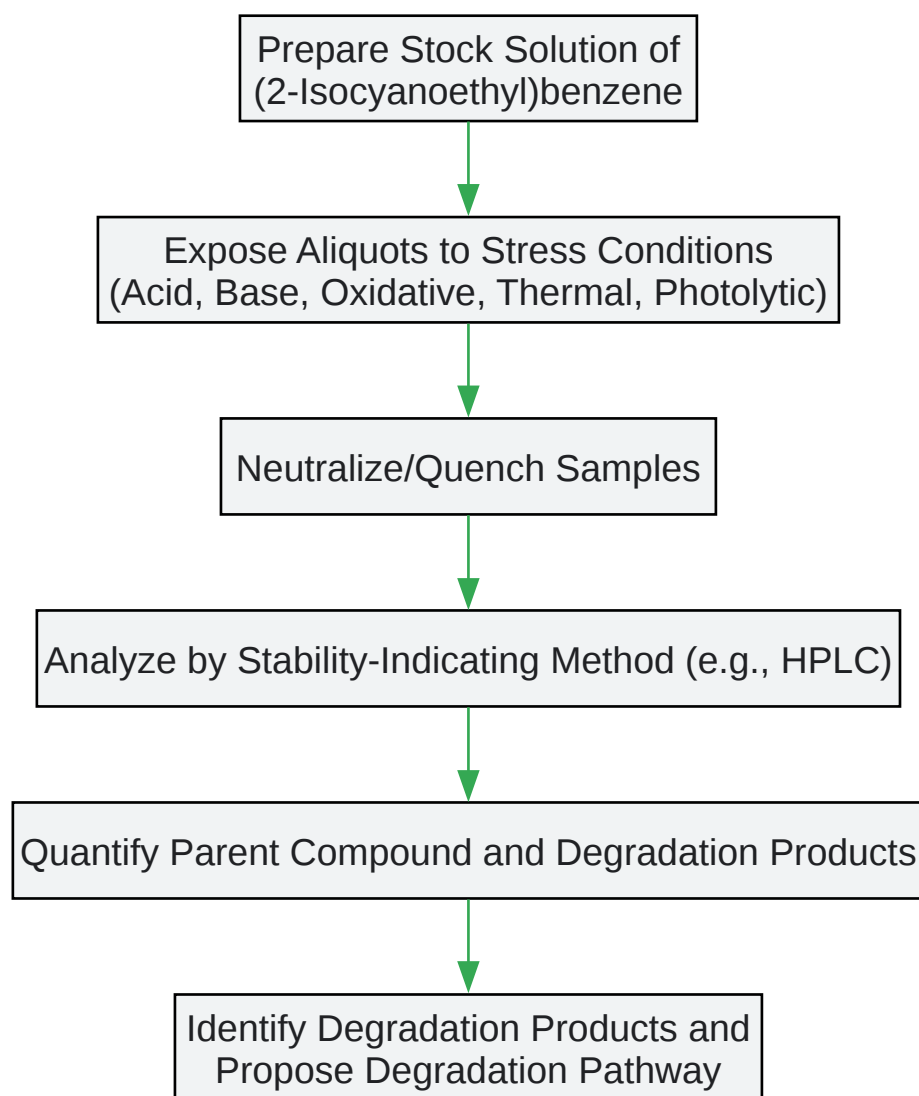 Prepare Stock Solution of
(2-Isocyanoethyl)benzene
Expose Aliquots to Stress Conditions
(Acid, Base, Oxidative, Thermal, Photolytic)
Neutralize/Quench Samples
Analyze by Stability-Indicating Method (e.g., HPLC)
Quantify Parent Compound and Degradation Products
Identify Degradation Products and
Propose Degradation Pathway